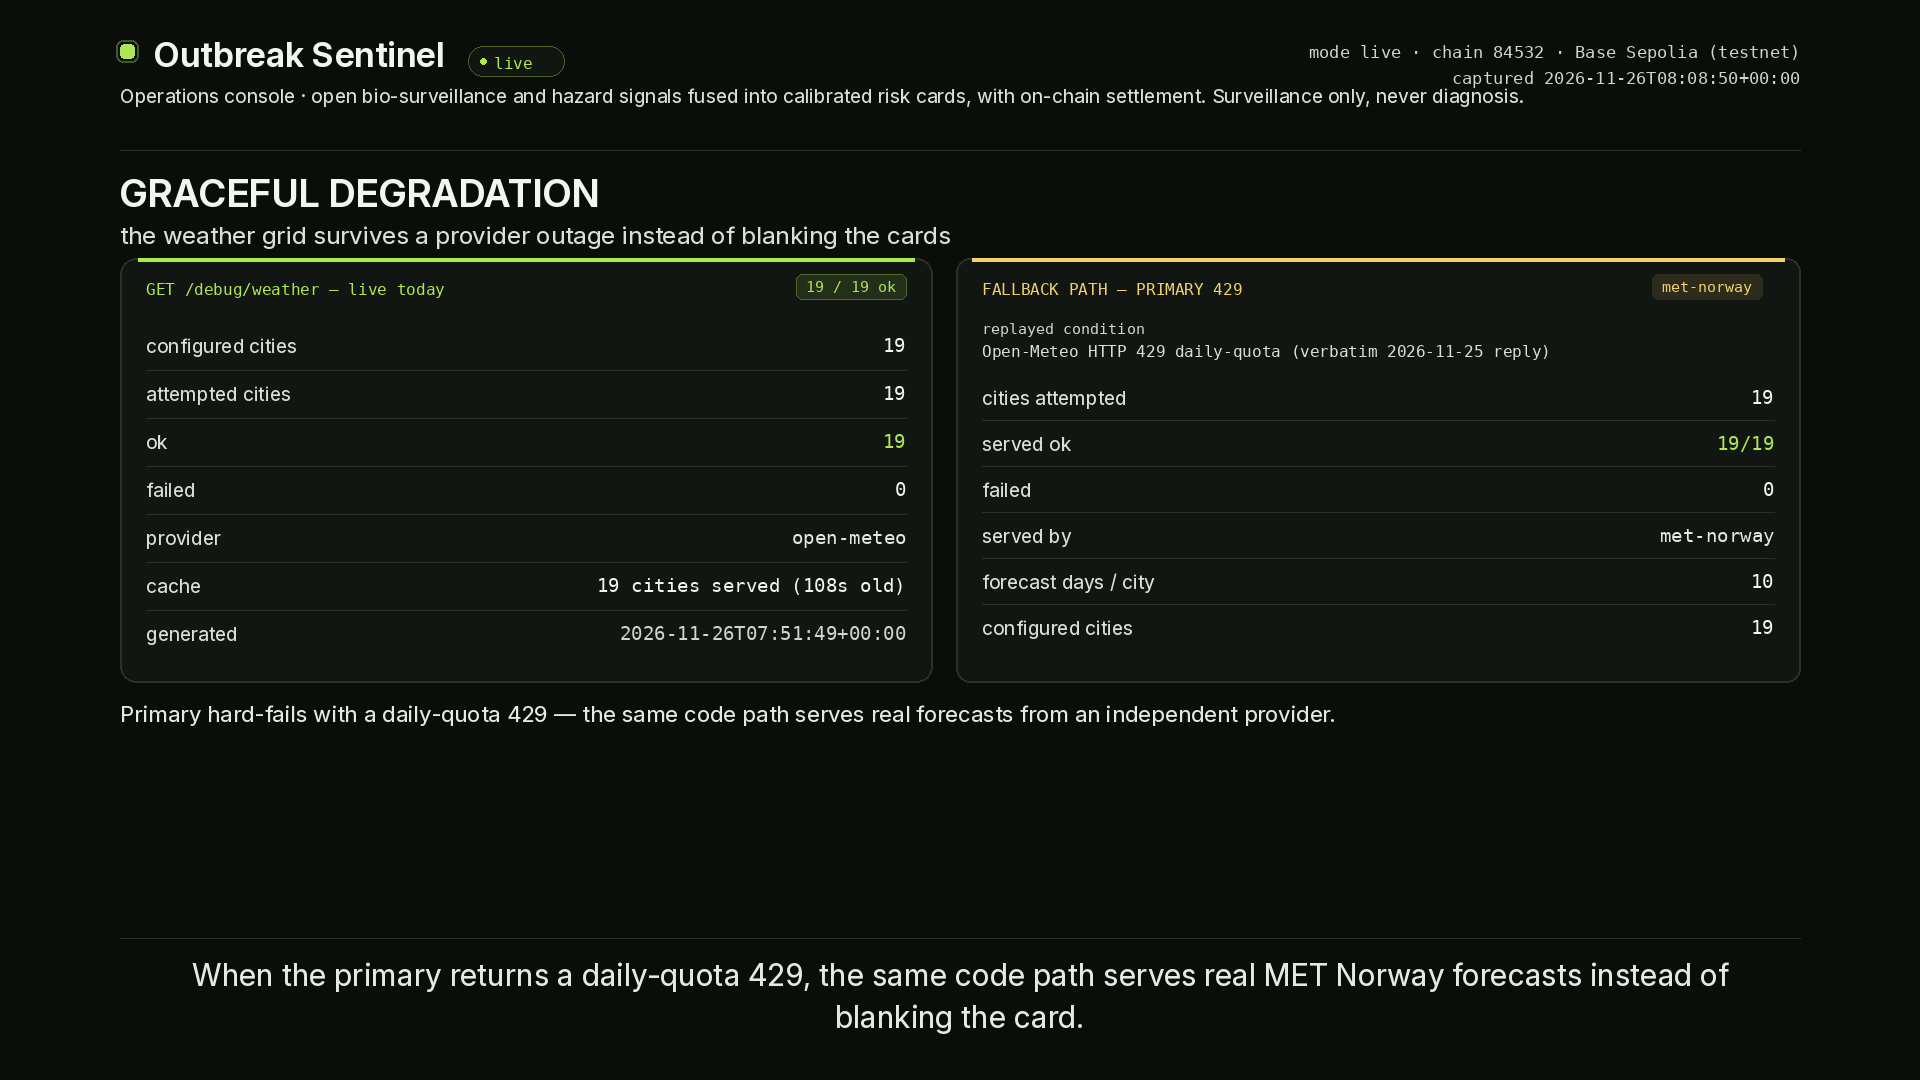 Outbreak Sentinel
live
mode live · chain 84532 · Base Sepolia (testnet)
captured 2026-11-26T08:08:50+00:00
Operations console · open bio-surveillance and hazard signals fused into calibrated risk cards, with on-chain settlement. Surveillance only, never diagnosis.
GRACEFUL DEGRADATION
the weather grid survives a provider outage instead of blanking the cards
GET /debug/weather — live today
19 / 19 ok
configured cities 19
attempted cities 19
ok 19
failed 0
provider open-meteo
cache 19 cities served (108s old)
generated 2026-11-26T07:51:49+00:00
FALLBACK PATH — PRIMARY 429
met-norway
replayed condition
Open-Meteo HTTP 429 daily-quota (verbatim 2026-11-25 reply)
cities attempted 19
served ok 19/19
failed 0
served by met-norway
forecast days / city 10
configured cities 19
Primary hard-fails with a daily-quota 429 — the same code path serves real forecasts from an independent provider.
When the primary returns a daily-quota 429, the same code path serves real MET Norway forecasts instead of
blanking the card.